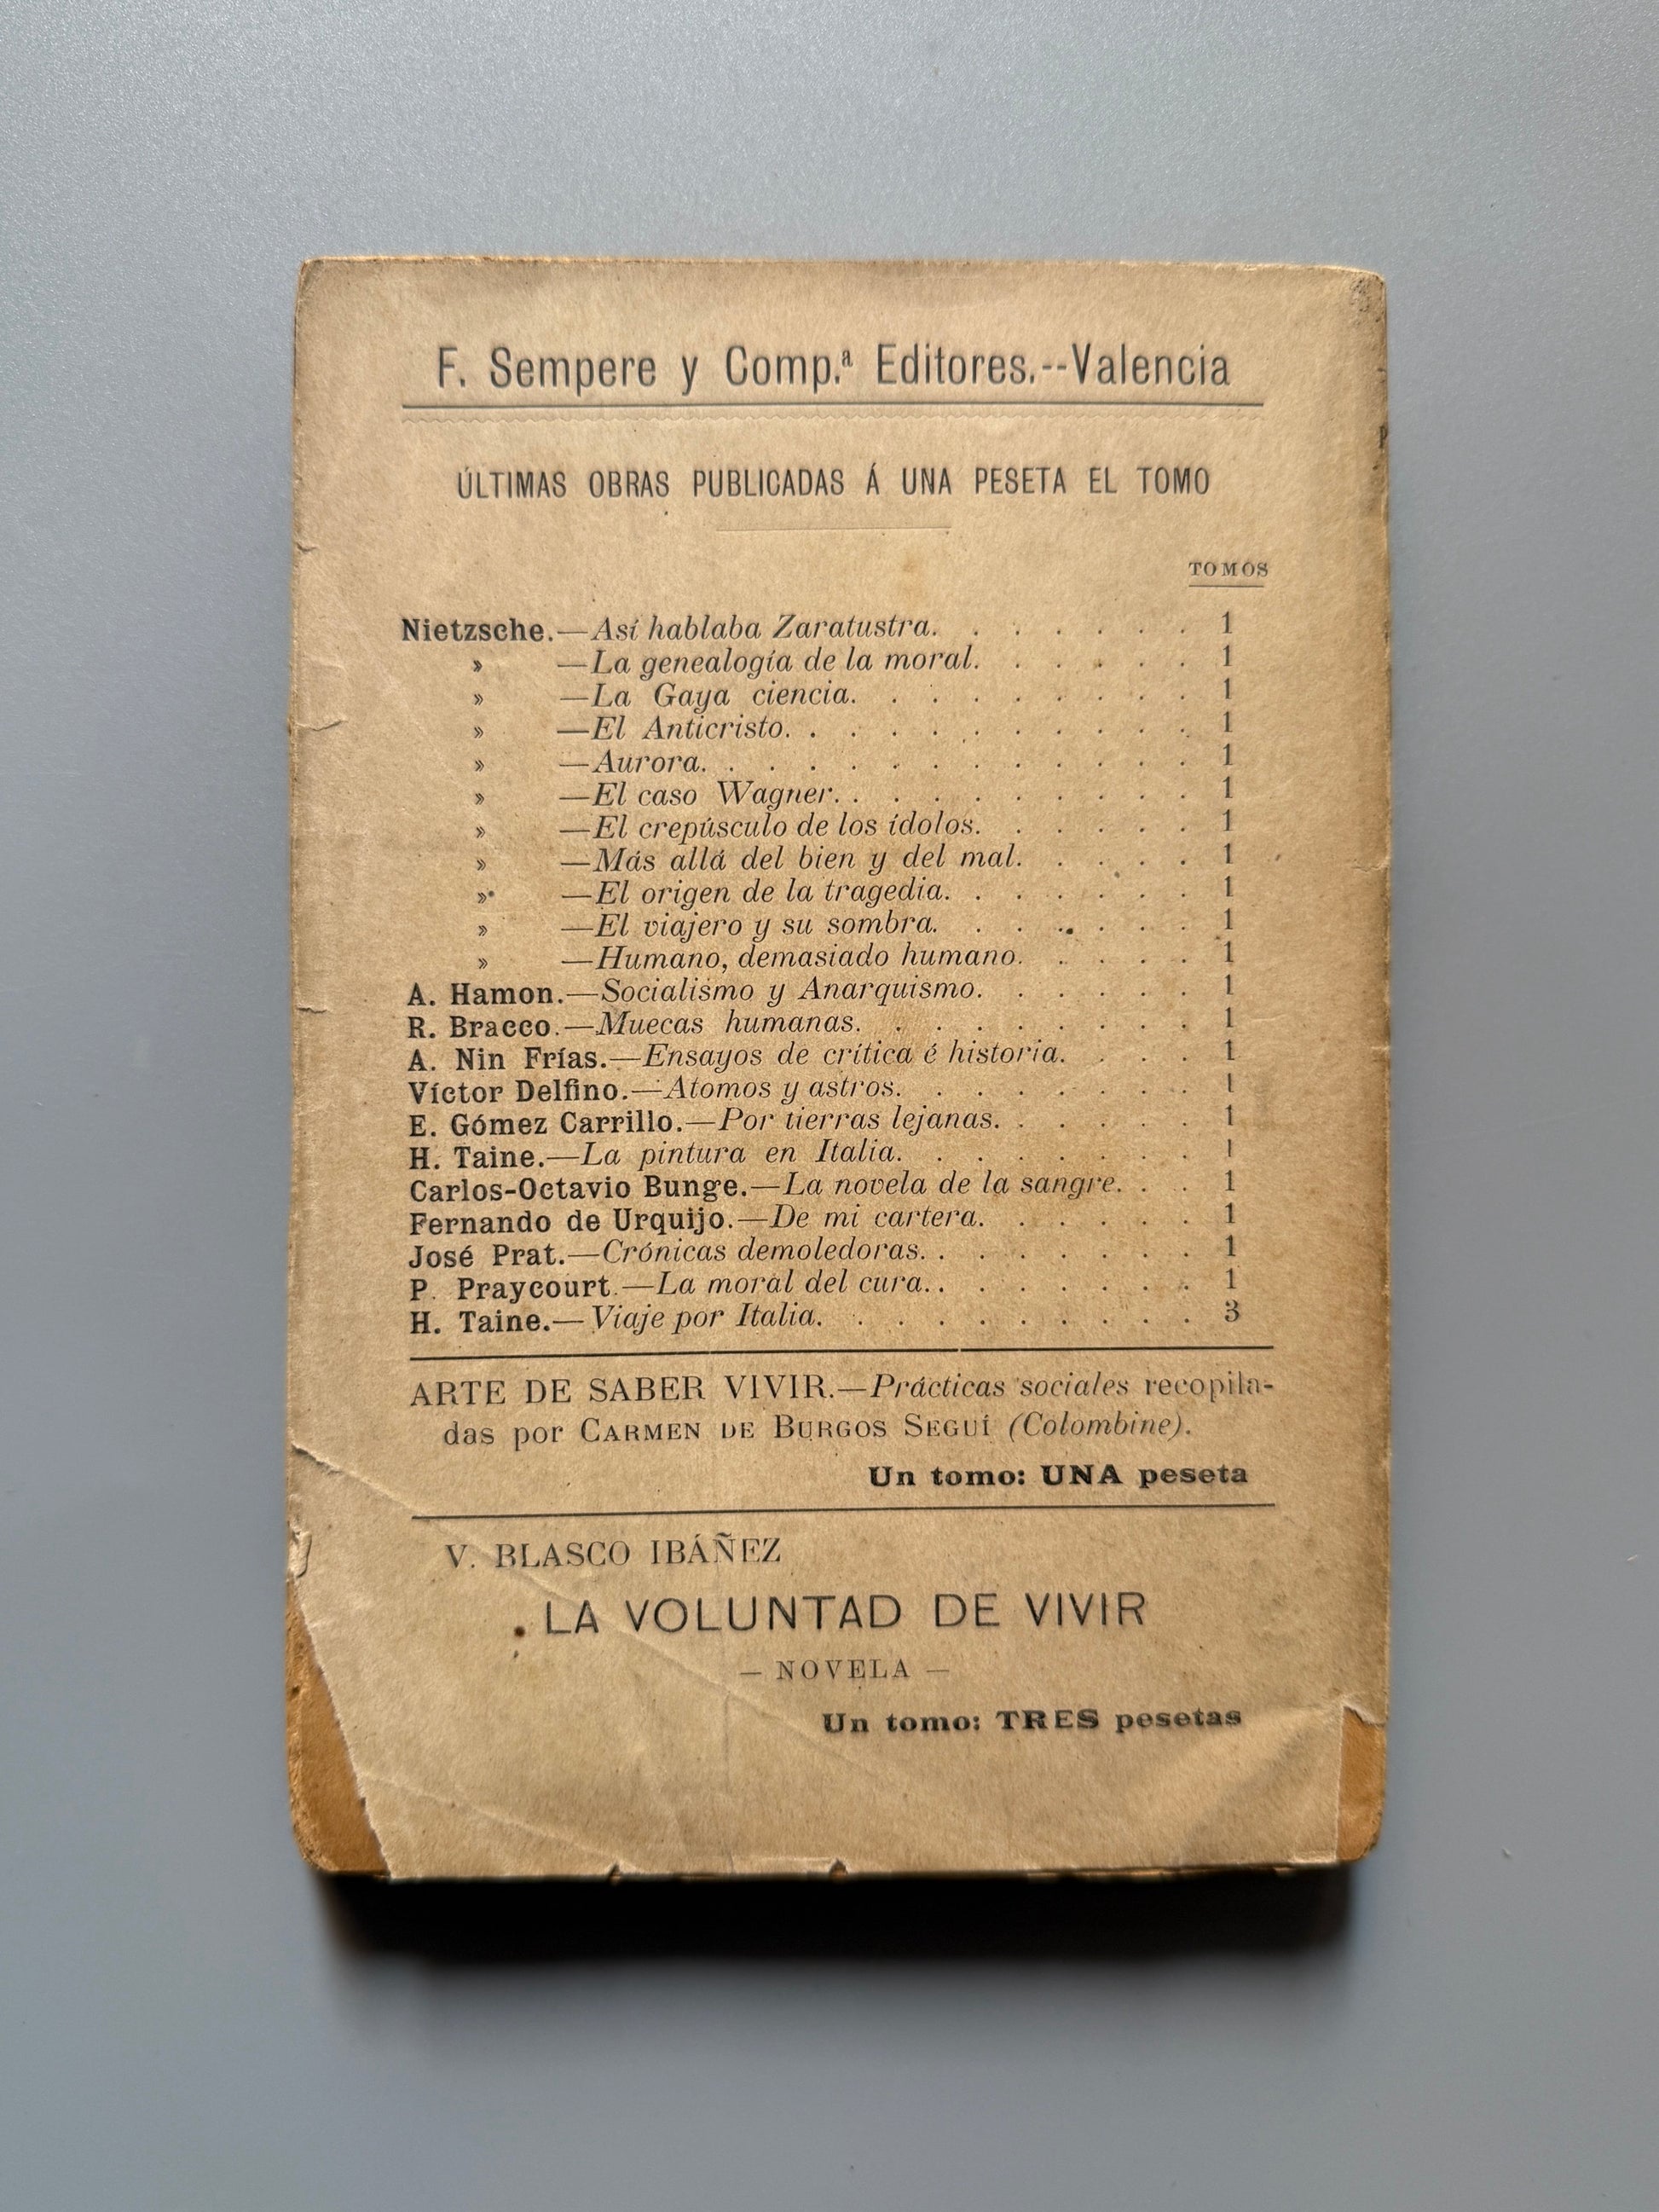 F. Sempere y Comp.ª Editores.--Valencia
ÚLTIMAS OBRAS PUBLICADAS Á UNA PESETA EL TOMO
TOMOS
Nietzsche.—Así hablaba Zaratustra. . . . . . . 1
» —La genealogía de la moral. . . . . . 1
» —La Gaya ciencia. . . . . . . . . 1
» —El Anticristo. . . . . . . . . . . 1
» —Aurora. . . . . . . . . . . . . 1
» —El caso Wagner. . . . . . . . . . 1
» —El crepúsculo de los ídolos. . . . . . 1
» —Más allá del bien y del mal. . . . . 1
» —El origen de la tragedia. . . . . . . 1
» —El viajero y su sombra. . . . . . . 1
» —Humano, demasiado humano. . . . . 1
A. Hamon.—Socialismo y Anarquismo. . . . . . 1
R. Bracco.—Muecas humanas. . . . . . . . . 1
A. Nin Frías.—Ensayos de crítica é historia. . . . 1
Víctor Delfino.—Atomos y astros. . . . . . . . 1
E. Gómez Carrillo.—Por tierras lejanas. . . . . . 1
H. Taine.—La pintura en Italia. . . . . . . . 1
Carlos-Octavio Bunge.—La novela de la sangre. . . 1
Fernando de Urquijo.—De mi cartera. . . . . . 1
José Prat.—Crónicas demoledoras. . . . . . . . 1
P. Praycourt.—La moral del cura. . . . . . . . 1
H. Taine.—Viaje por Italia. . . . . . . . . . 3
ARTE DE SABER VIVIR.—Prácticas sociales recopila-
das por CARMEN DE BURGOS SEGUÍ (Colombine).
Un tomo: UNA peseta
V. BLASCO IBÁÑEZ
LA VOLUNTAD DE VIVIR
— NOVELA —
Un tomo: TRES pesetas